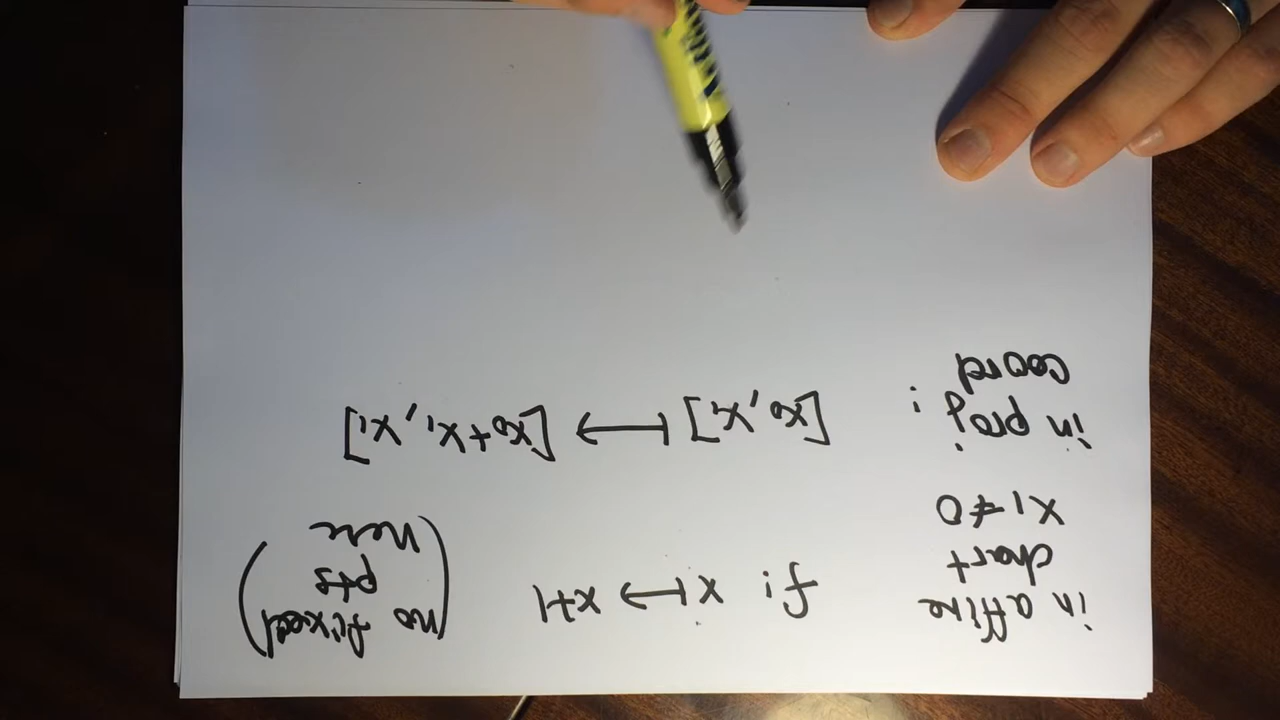 in affine
chart
x1≠0
f: x ↦ x+1
(no fixed
pts
here)
in proj
coord :
[x0, x1] ↦ [x0+x1, x1]